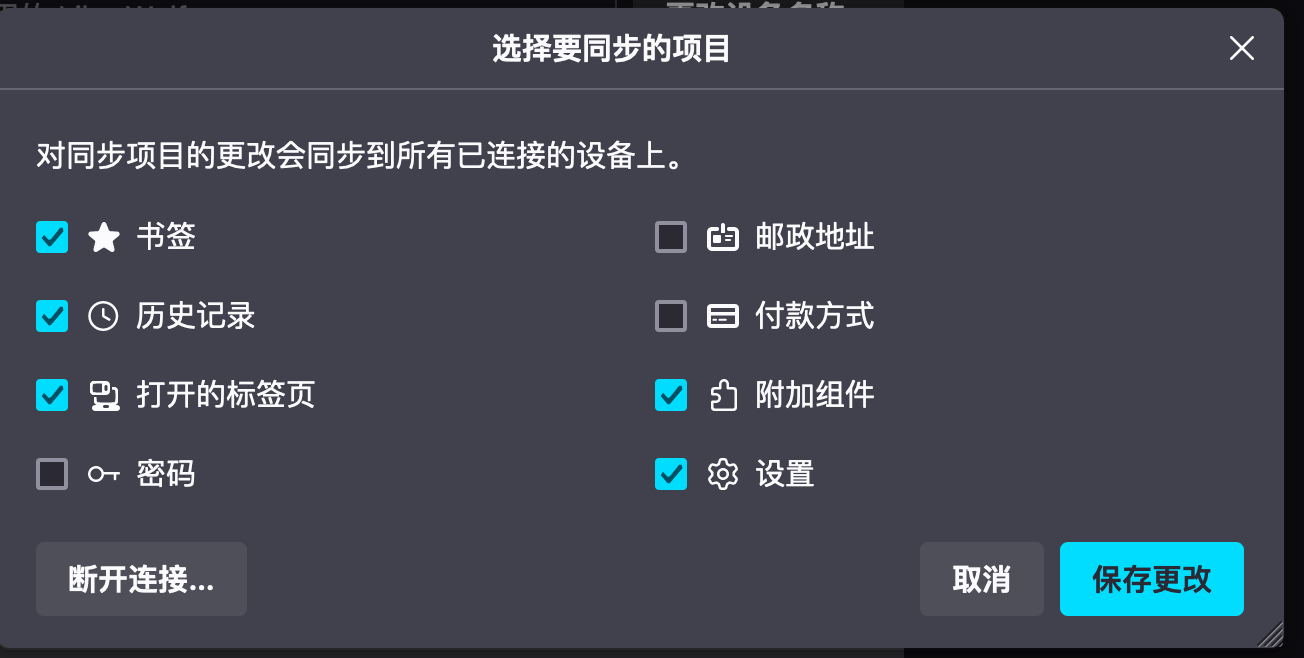 选择要同步的项目
对同步项目的更改会同步到所有已连接的设备上。
书签
邮政地址
历史记录
付款方式
打开的标签页
附加组件
密码
设置
断开连接...
取消
保存更改